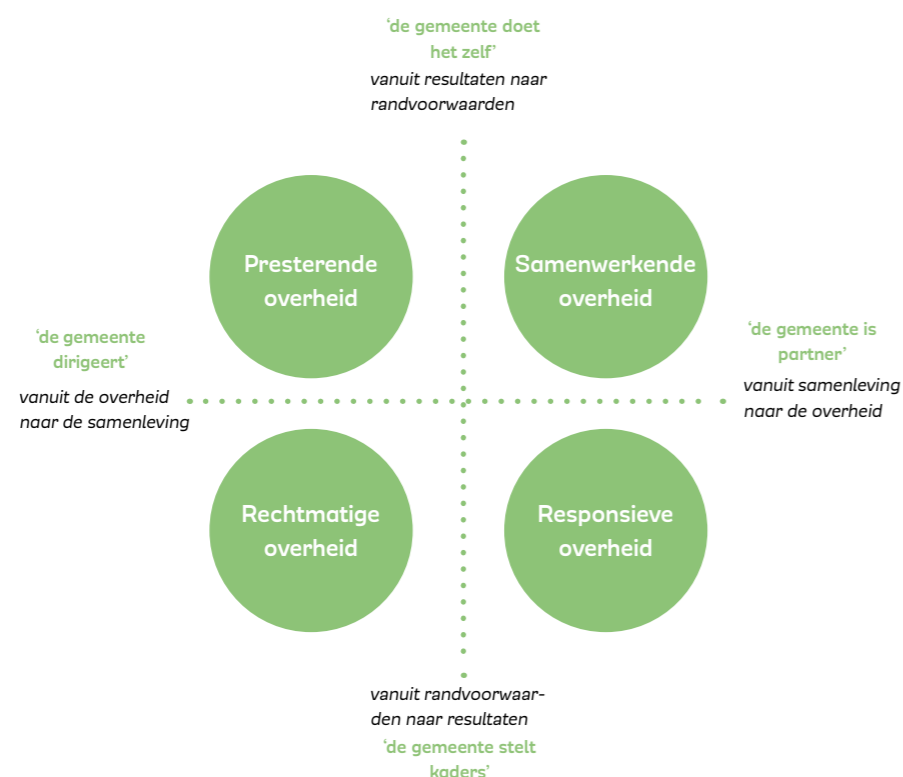 ‘de gemeente doet
het zelf’
vanuit resultaten naar
randvoorwaarden
Presterende
overheid
Samenwerkende
overheid
‘de gemeente
dirigeert’
vanuit de overheid
naar de samenleving
‘de gemeente is
partner’
vanuit samenleving
naar de overheid
Rechtmatige
overheid
Responsieve
overheid
vanuit randvoorwaar-
den naar resultaten
‘de gemeente stelt
kaders’